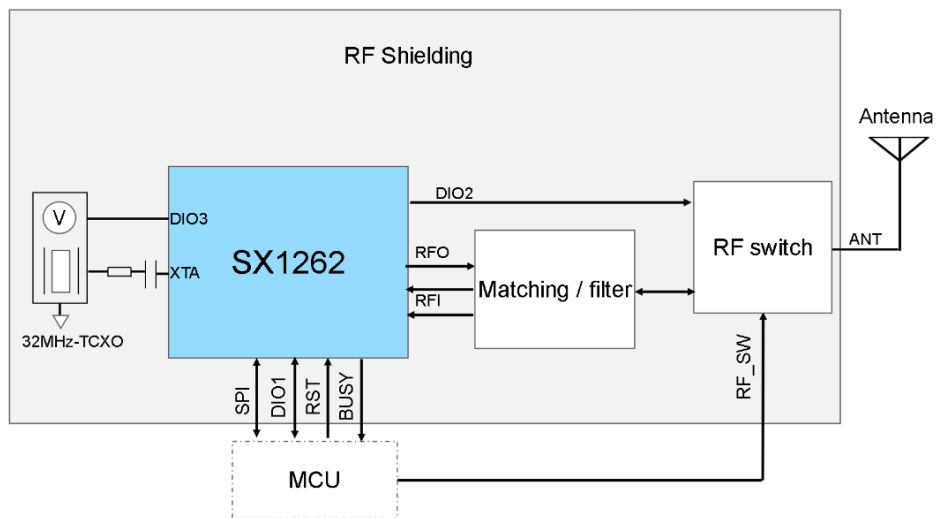 RF Shielding
Antenna
V
DIO3
DIO2
SX1262
RF switch
ANT
RFO
XTA
Matching / filter
RFI
32MHz-TCXO
SPI
DIO1
RST
BUSY
RF_SW
MCU